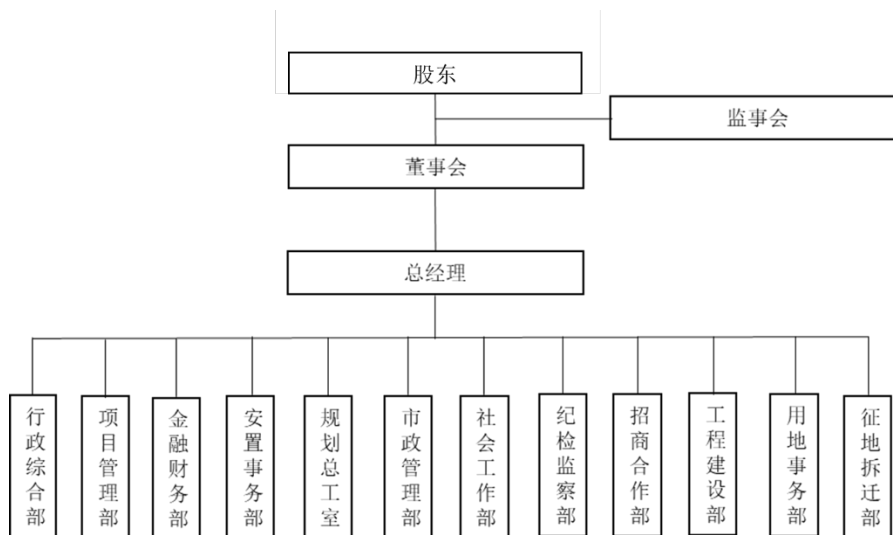 股东
监事会
董事会
总经理
行政综合部
项目管理部
金融财务部
安置事务部
规划总工室
市政管理部
社会工作部
纪检监察部
招商合作部
工程建设部
用地事务部
征地拆迁部